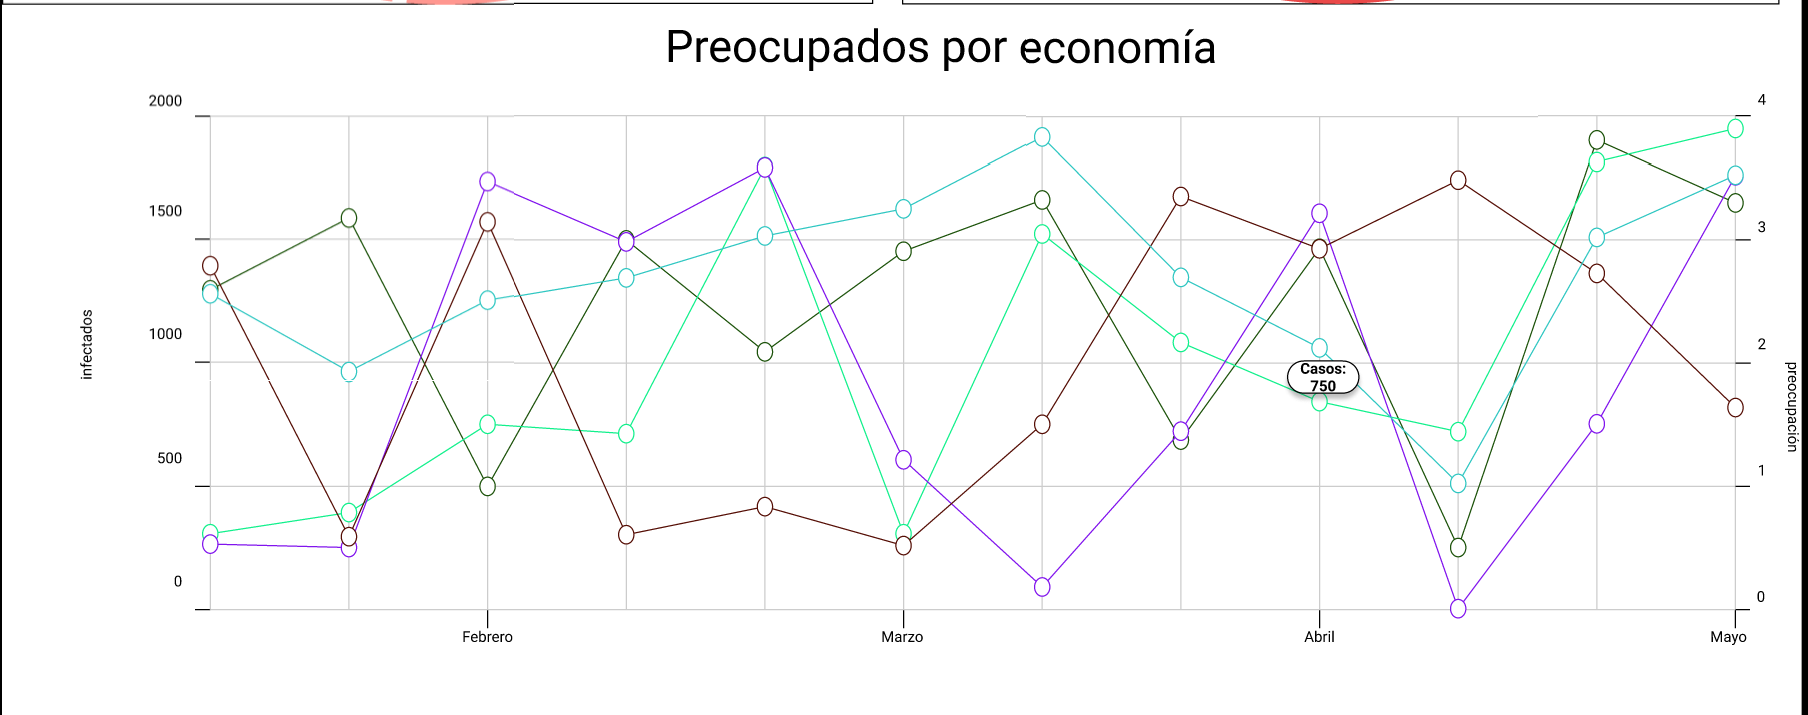 Preocupados por economía
2000
1500
1000
500
0
infectados
4
3
2
1
0
preocupación
Casos:
750
Febrero
Marzo
Abril
Mayo